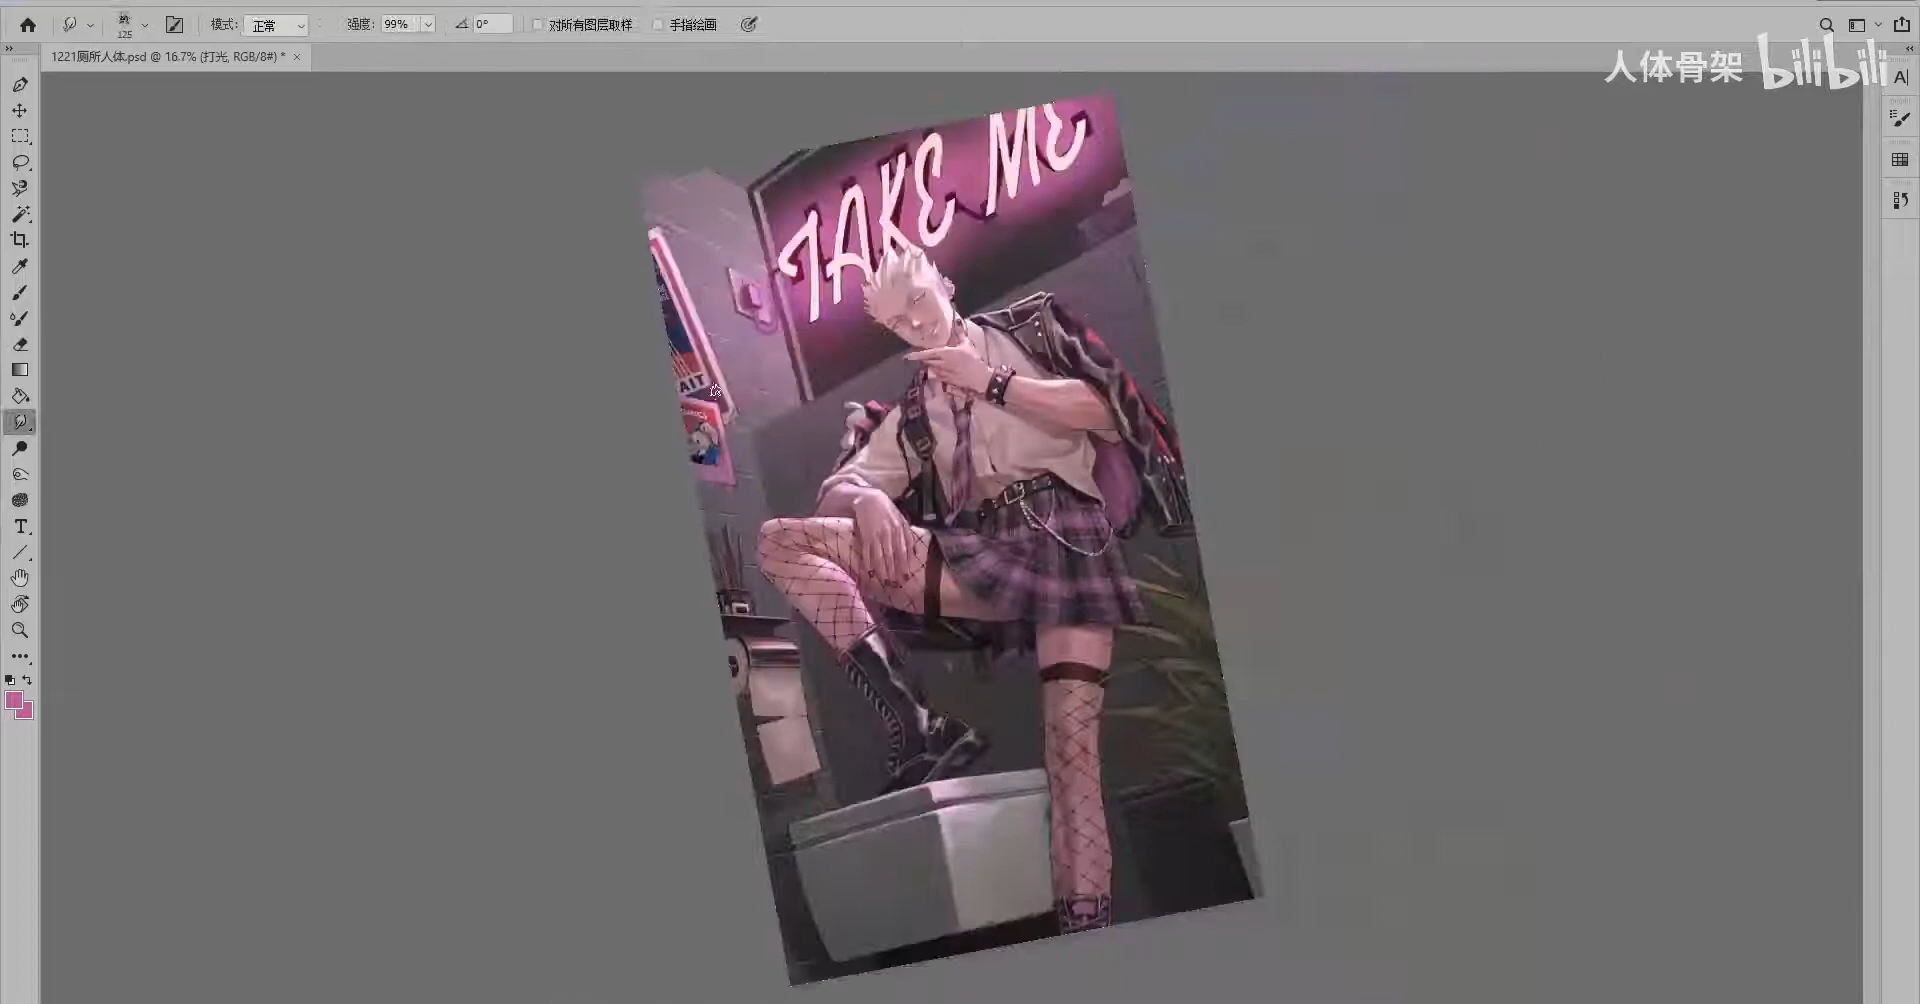 125
模式: 正常
强度: 99%
0°
对所有图层取样
手指绘画
1221厕所人体.psd @ 16.7% (打光, RGB/8#) * ×
人体骨架 bilibili
TAKE ME
AIT